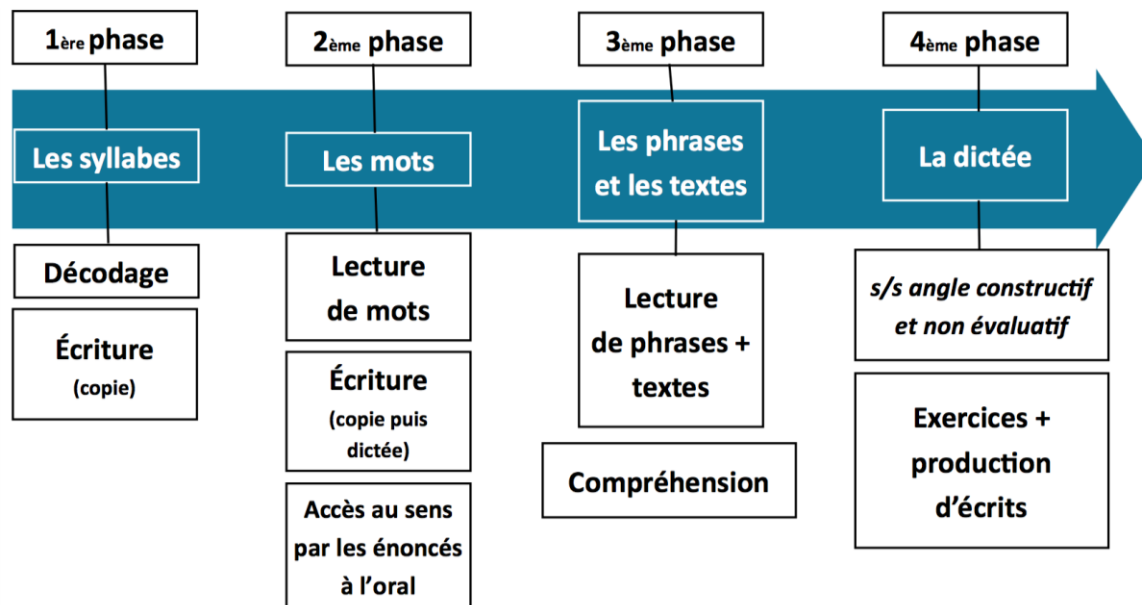 1ère phase
Les syllabes
Décodage
Écriture
(copie)
2ème phase
Les mots
Lecture
de mots
Écriture
(copie puis
dictée)
Accès au sens
par les énoncés
à l’oral
3ème phase
Les phrases
et les textes
Lecture
de phrases +
textes
Compréhension
4ème phase
La dictée
s/s angle constructif
et non évaluatif
Exercices +
production
d’écrits